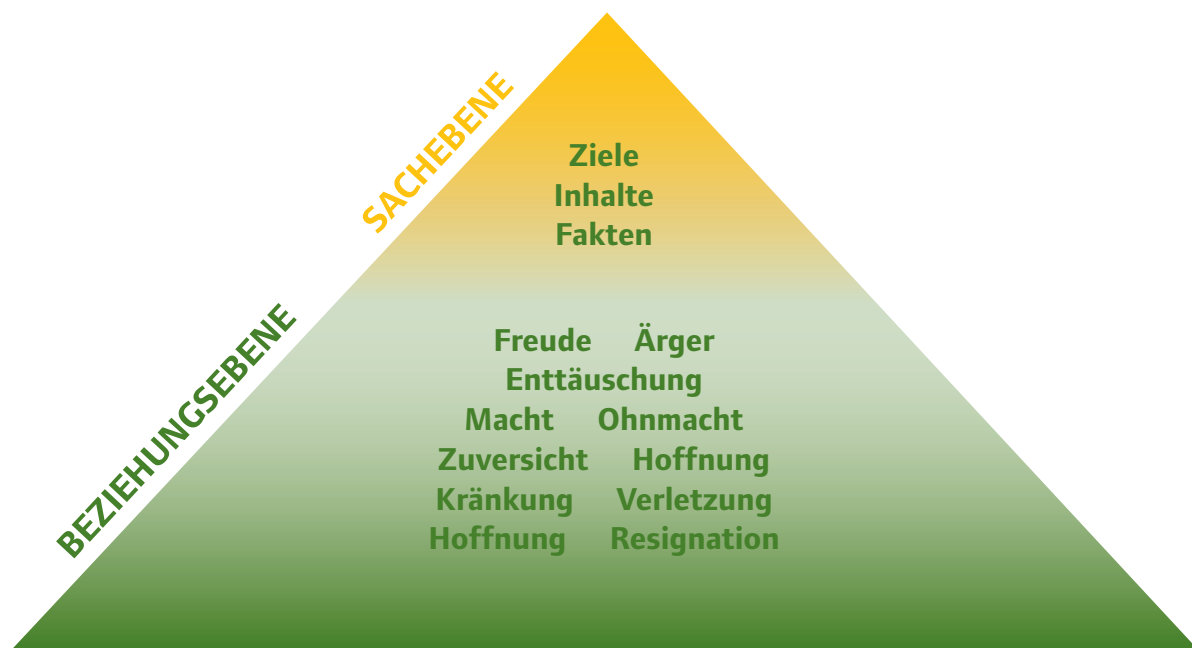 SACHEBENE
Ziele
Inhalte
Fakten
BEZIEHUNGSEBENE
Freude Ärger
Enttäuschung
Macht Ohnmacht
Zuversicht Hoffnung
Kränkung Verletzung
Hoffnung Resignation